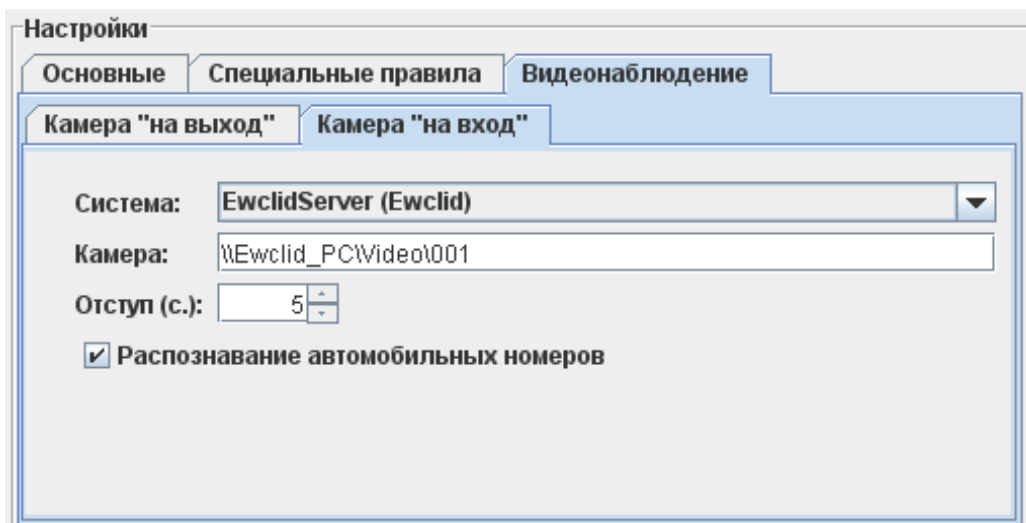 Настройки
Основные Специальные правила Видеонаблюдение
Камера "на выход" Камера "на вход"
Система: EwclidServer (Ewclid)
Камера: \\Ewclid_PC\Video\001
Отступ (с.): 5
Распознавание автомобильных номеров